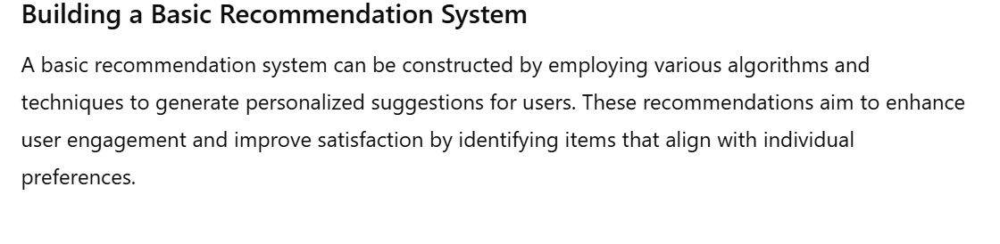 Building a Basic Recommendation System
A basic recommendation system can be constructed by employing various algorithms and
techniques to generate personalized suggestions for users. These recommendations aim to enhance
user engagement and improve satisfaction by identifying items that align with individual
preferences.